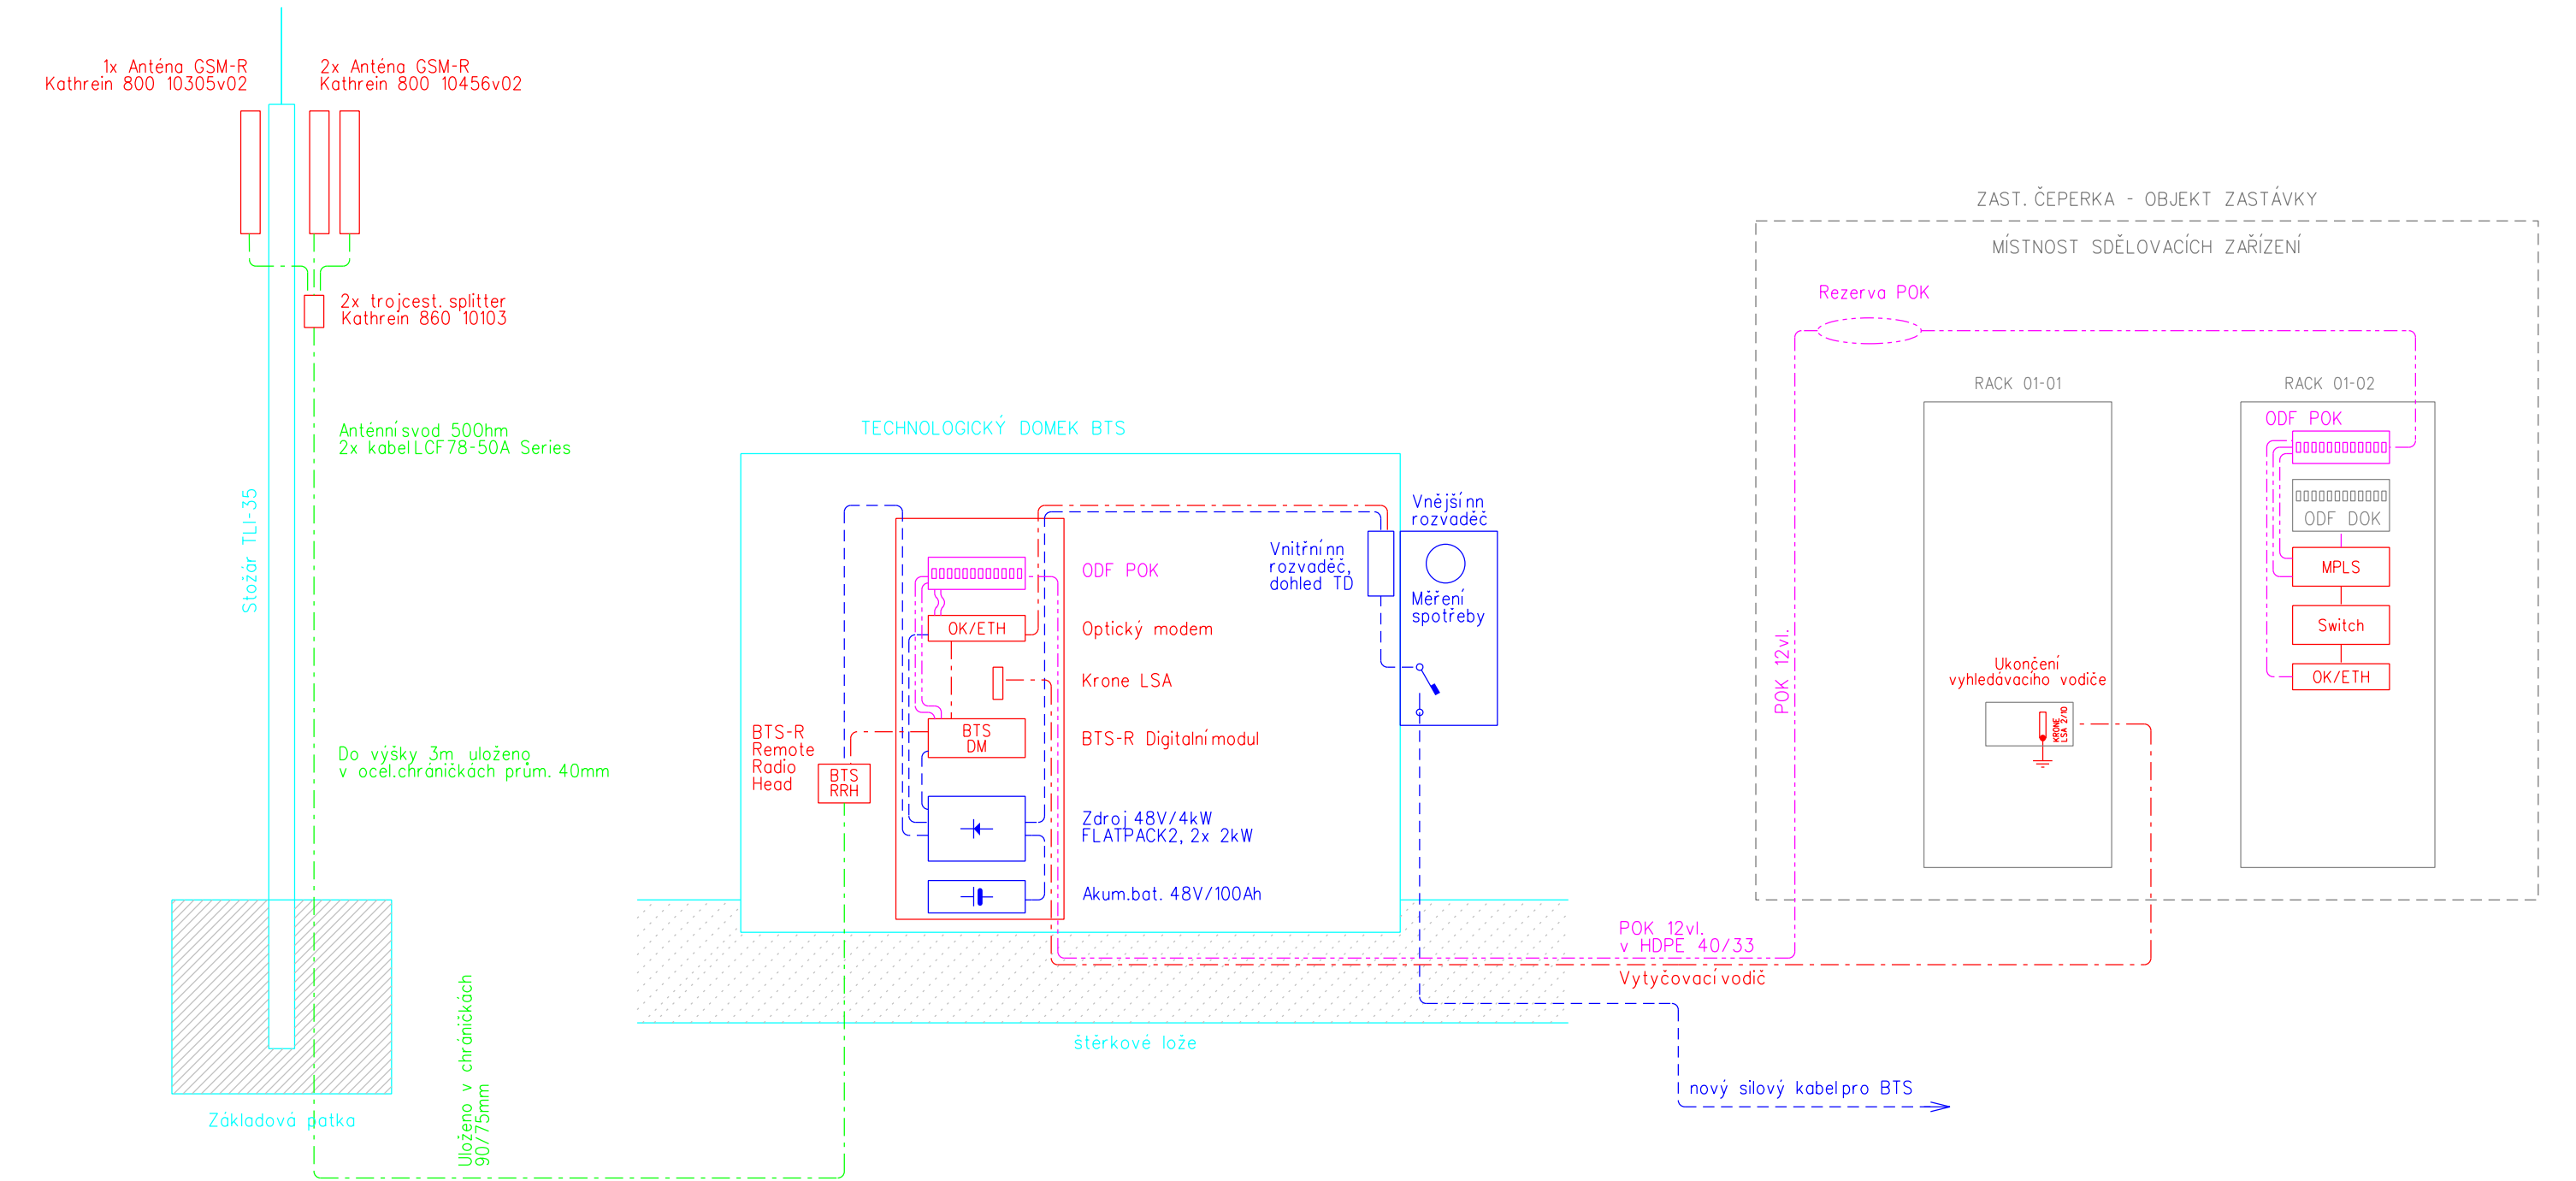 1x Anténa GSM-R
Kathrein 800 10305v02
2x Anténa GSM-R
Kathrein 800 10456v02
2x trojcest. splitter
Kathrein 860 10103
Anténní svod 50Ohm
2x kabel LCF78-50A Series
Stožár TLI-35
Do výšky 3m uloženo
v ocel.chráničkách prům. 40mm
Základová patka
Uloženo v chráničkách
90/75mm
TECHNOLOGICKÝ DOMEK BTS
BTS-R
Remote
Radio
Head
BTS
RRH
ODF POK
OK/ETH
Optický modem
Krone LSA
BTS
DM
BTS-R Digitalní modul
Zdroj 48V/4kW
FLATPACK2, 2x 2kW
Akum.bat. 48V/100Ah
Vnitřní nn
rozvaděč,
dohled TD
Vnější nn
rozvaděč
Měření
spotřeby
štěrkové lože
POK 12vl.
v HDPE 40/33
Vytyčovací vodič
nový silový kabel pro BTS
ZAST. ČEPERKA - OBJEKT ZASTÁVKY
MÍSTNOST SDĚLOVACÍCH ZAŘÍZENÍ
Rezerva POK
POK 12vl.
RACK 01-01
Ukončení
vyhledávacího vodiče
KRONE
LSA 2/10
RACK 01-02
ODF POK
ODF DOK
MPLS
Switch
OK/ETH